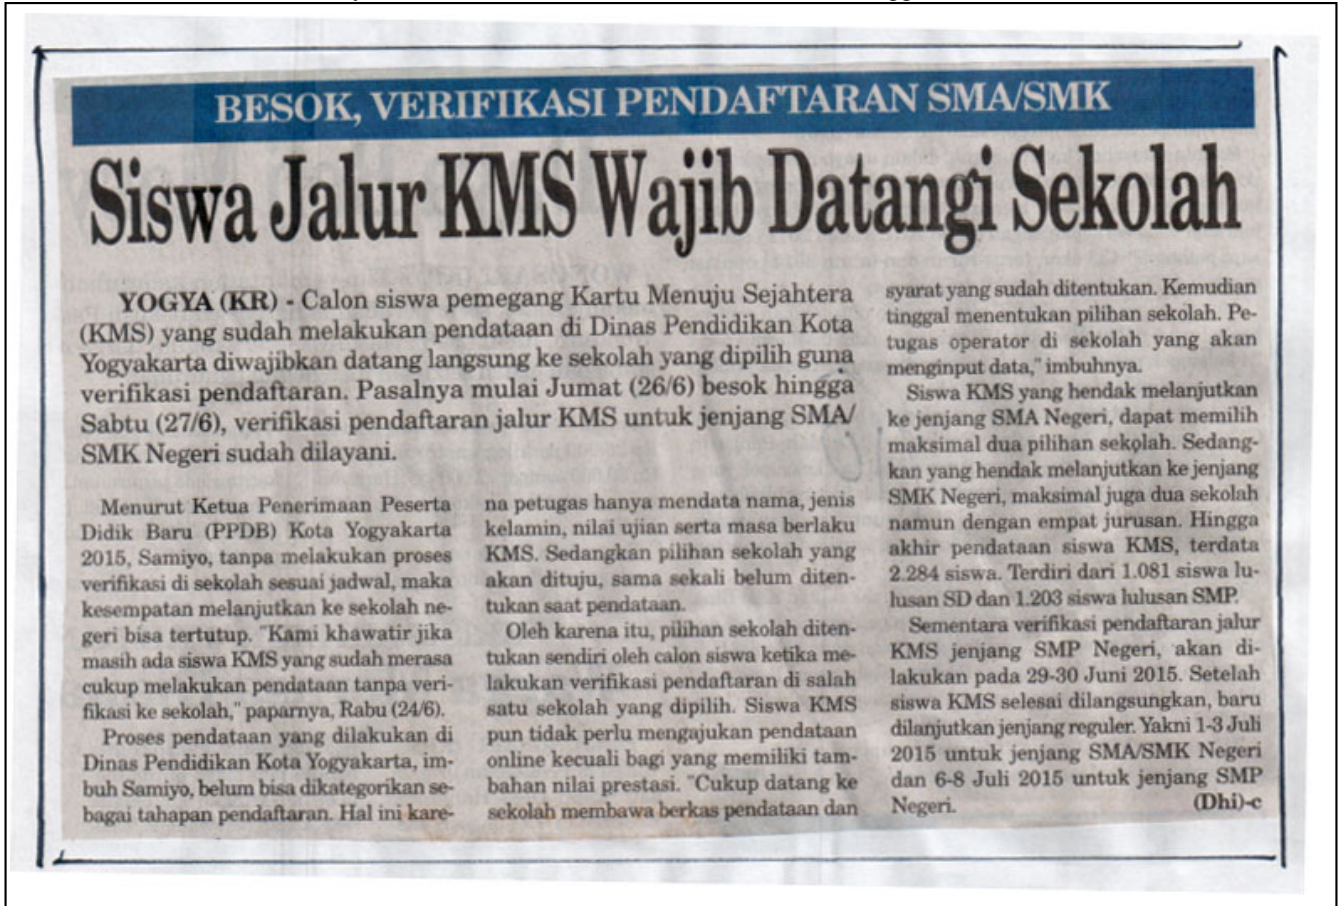 BESOK, VERIFIKASI PENDAFTARAN SMA/SMK
Siswa Jalur KMS Wajib Datangi Sekolah
YOGYA (KR) - Calon siswa pemegang Kartu Menuju Sejahtera
(KMS) yang sudah melakukan pendataan di Dinas Pendidikan Kota
Yogyakarta diwajibkan datang langsung ke sekolah yang dipilih guna
verifikasi pendaftaran. Pasalnya mulai Jumat (26/6) besok hingga
Sabtu (27/6), verifikasi pendaftaran jalur KMS untuk jenjang SMA/
SMK Negeri sudah dilayani.
Menurut Ketua Penerimaan Peserta
Didik Baru (PPDB) Kota Yogyakarta
2015, Samiyo, tanpa melakukan proses
verifikasi di sekolah sesuai jadwal, maka
kesempatan melanjutkan ke sekolah ne-
geri bisa tertutup. "Kami khawatir jika
masih ada siswa KMS yang sudah merasa
cukup melakukan pendataan tanpa veri-
fikasi ke sekolah," paparnya, Rabu (24/6).
Proses pendataan yang dilakukan di
Dinas Pendidikan Kota Yogyakarta, im-
buh Samiyo, belum bisa dikategorikan se-
bagai tahapan pendaftaran. Hal ini kare-
na petugas hanya mendata nama, jenis
kelamin, nilai ujian serta masa berlaku
KMS. Sedangkan pilihan sekolah yang
akan dituju, sama sekali belum diten-
tukan saat pendataan.
Oleh karena itu, pilihan sekolah diten-
tukan sendiri oleh calon siswa ketika me-
lakukan verifikasi pendaftaran di salah
satu sekolah yang dipilih. Siswa KMS
pun tidak perlu mengajukan pendataan
online kecuali bagi yang memiliki tam-
bahan nilai prestasi. "Cukup datang ke
sekolah membawa berkas pendataan dan
syarat yang sudah ditentukan. Kemudian
tinggal menentukan pilihan sekolah. Pe-
tugas operator di sekolah yang akan
menginput data," imbuhnya.
Siswa KMS yang hendak melanjutkan
ke jenjang SMA Negeri, dapat memilih
maksimal dua pilihan sekolah. Sedang-
kan yang hendak melanjutkan ke jenjang
SMK Negeri, maksimal juga dua sekolah
namun dengan empat jurusan. Hingga
akhir pendataan siswa KMS, terdata
2.284 siswa. Terdiri dari 1.081 siswa lu-
lusan SD dan 1.203 siswa lulusan SMP.
Sementara verifikasi pendaftaran jalur
KMS jenjang SMP Negeri, akan di-
lakukan pada 29-30 Juni 2015. Setelah
siswa KMS selesai dilangsungkan, baru
dilanjutkan jenjang reguler. Yakni 1-3 Juli
2015 untuk jenjang SMA/SMK Negeri
dan 6-8 Juli 2015 untuk jenjang SMP
Negeri. (Dhi)-c